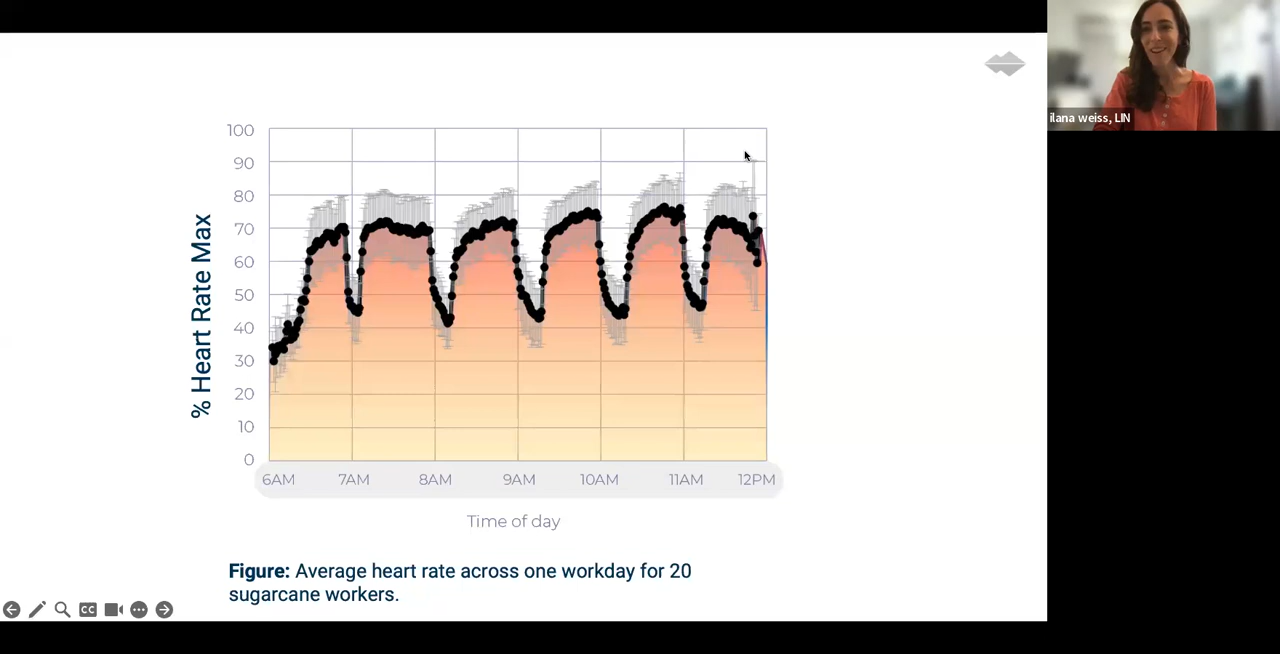 ilana weiss, LIN
% Heart Rate Max
100
90
80
70
60
50
40
30
20
10
0
6AM 7AM 8AM 9AM 10AM 11AM 12PM
Time of day
Figure: Average heart rate across one workday for 20
sugarcane workers.
CC